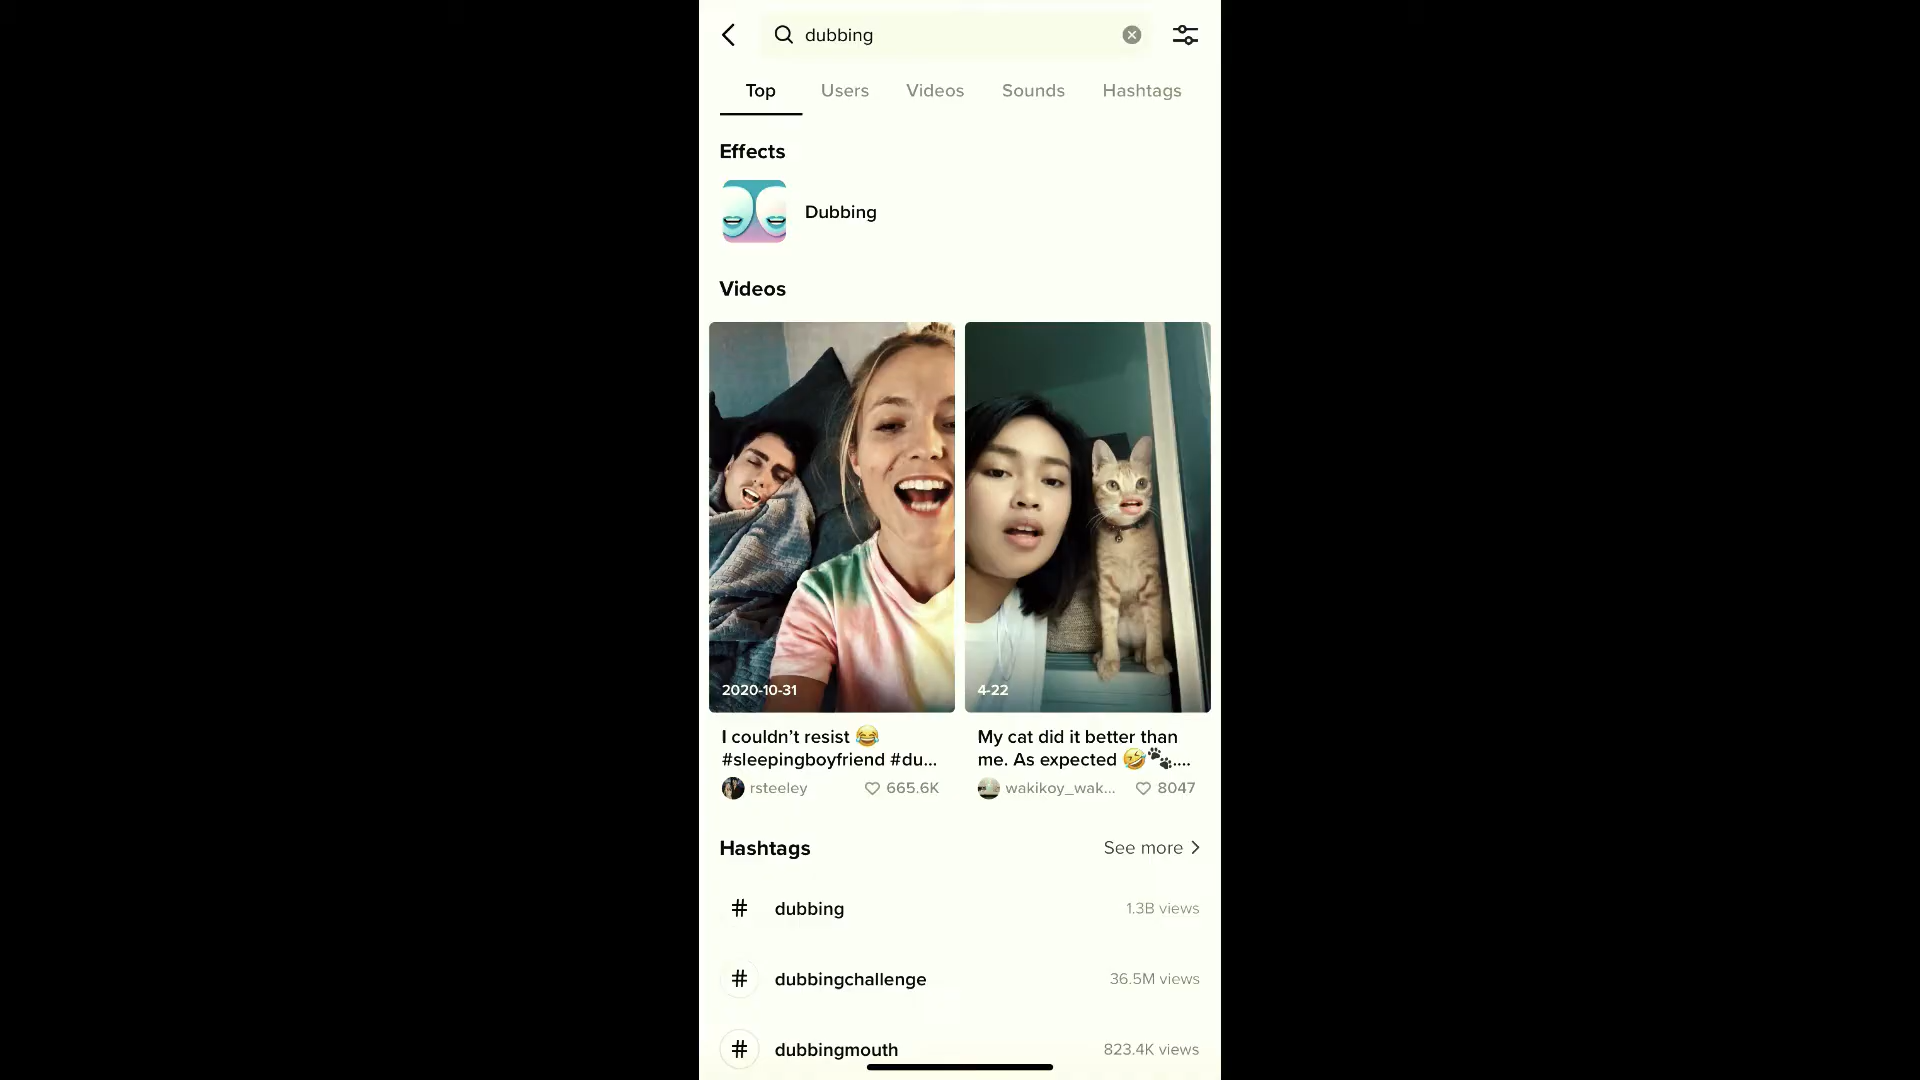 dubbing
Top Users Videos Sounds Hashtags
Effects
Dubbing
Videos
2020-10-31
I couldn’t resist 😂
#sleepingboyfriend #du...
rsteeley 665.6K
4-22
My cat did it better than
me. As expected 🤣🐾....
wakikoy_wak... 8047
Hashtags See more
# dubbing 1.3B views
# dubbingchallenge 36.5M views
# dubbingmouth 823.4K views